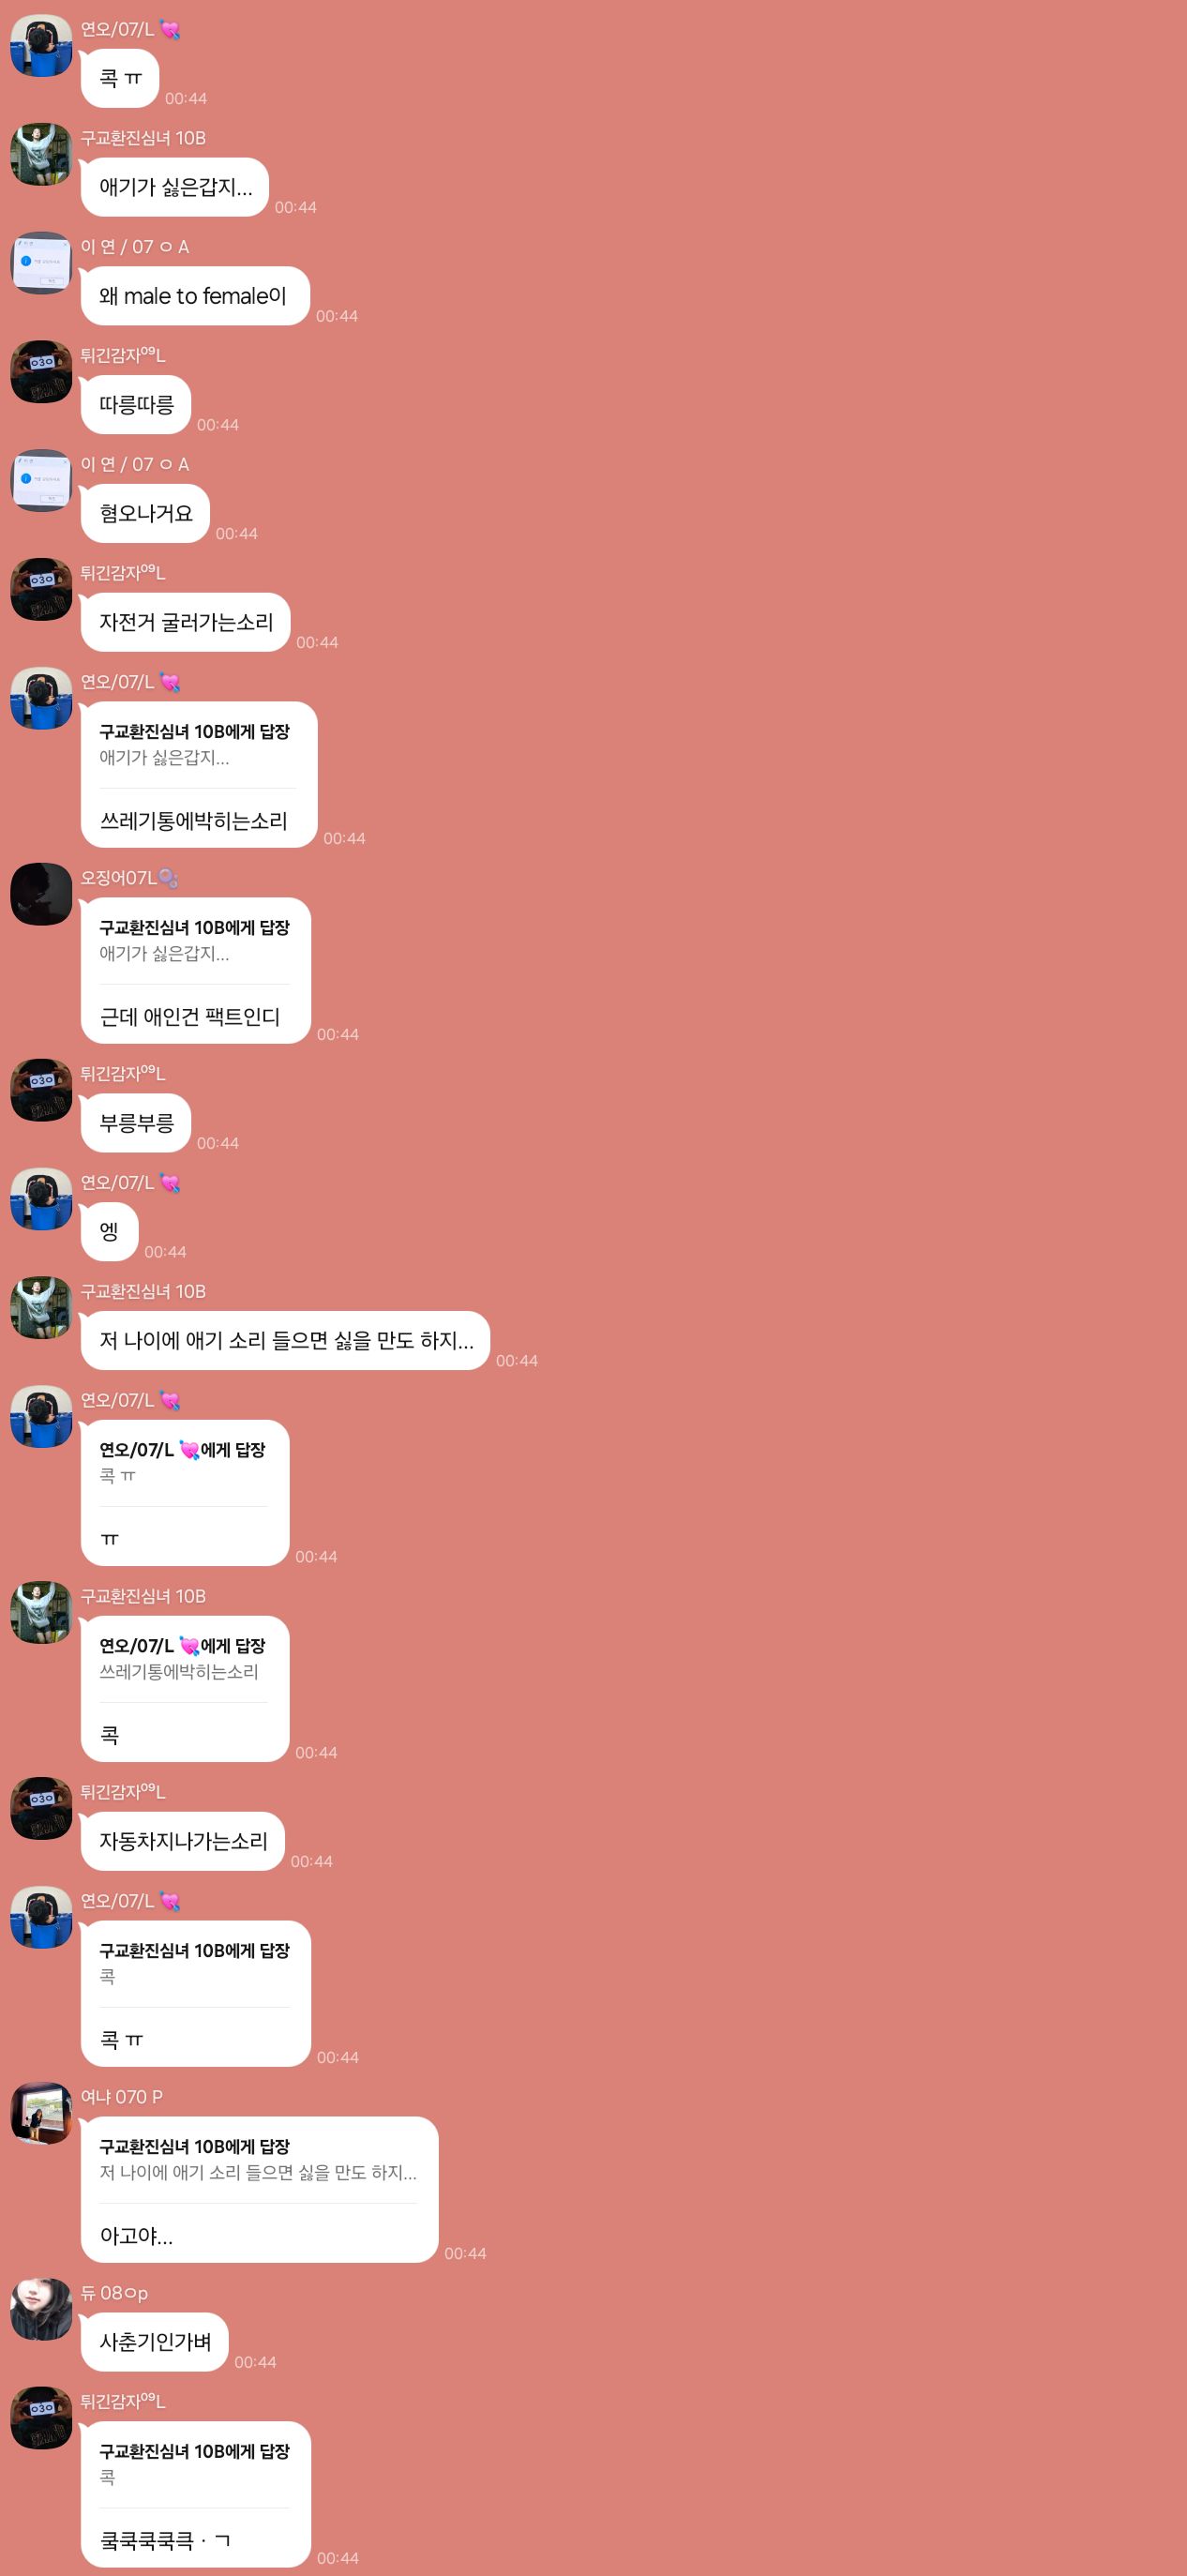 연오/07/L 💘
콕 ㅠ
00:44
구교환진심녀 10B
애기가 싫은갑지...
00:44
이 연 / 07 ㅇ A
왜 male to female이
00:44
튀긴감자⁰⁹L
따릉따릉
00:44
이 연 / 07 ㅇ A
혐오나거요
00:44
튀긴감자⁰⁹L
자전거 굴러가는소리
00:44
연오/07/L 💘
구교환진심녀 10B에게 답장
애기가 싫은갑지...
쓰레기통에박히는소리
00:44
오징어07L🫧
구교환진심녀 10B에게 답장
애기가 싫은갑지...
근데 애인건 팩트인디
00:44
튀긴감자⁰⁹L
부릉부릉
00:44
연오/07/L 💘
엥
00:44
구교환진심녀 10B
저 나이에 애기 소리 들으면 싫을 만도 하지...
00:44
연오/07/L 💘
연오/07/L 💘에게 답장
콕 ㅠ
ㅠ
00:44
구교환진심녀 10B
연오/07/L 💘에게 답장
쓰레기통에박히는소리
콕
00:44
튀긴감자⁰⁹L
자동차지나가는소리
00:44
연오/07/L 💘
구교환진심녀 10B에게 답장
콕
콕 ㅠ
00:44
여냐 070 P
구교환진심녀 10B에게 답장
저 나이에 애기 소리 들으면 싫을 만도 하지...
아고야...
00:44
듀 08ㅇp
사춘기인가벼
00:44
튀긴감자⁰⁹L
구교환진심녀 10B에게 답장
콕
쿸쿡쿡쿡킄ㆍㄱ
00:44